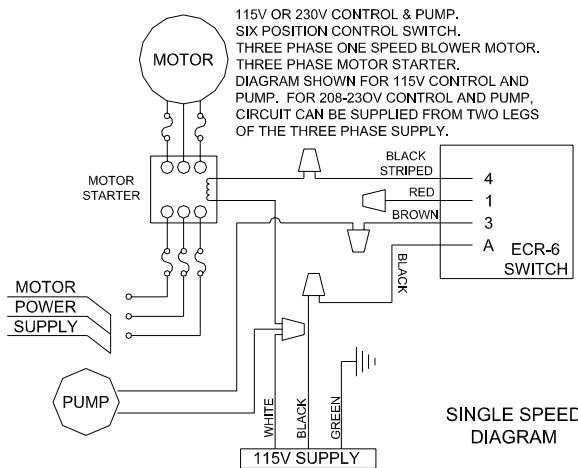 115V OR 230V CONTROL & PUMP.
SIX POSITION CONTROL SWITCH.
THREE PHASE ONE SPEED BLOWER MOTOR.
THREE PHASE MOTOR STARTER.
DIAGRAM SHOWN FOR 115V CONTROL AND
PUMP. FOR 208-230V CONTROL AND PUMP,
CIRCUIT CAN BE SUPPLIED FROM TWO LEGS
OF THE THREE PHASE SUPPLY.
MOTOR
MOTOR
STARTER
BLACK
STRIPED
4
RED
1
BROWN
3
A
ECR-6
SWITCH
BLACK
MOTOR
POWER
SUPPLY
PUMP
WHITE
BLACK
GREEN
115V SUPPLY
SINGLE SPEED
DIAGRAM